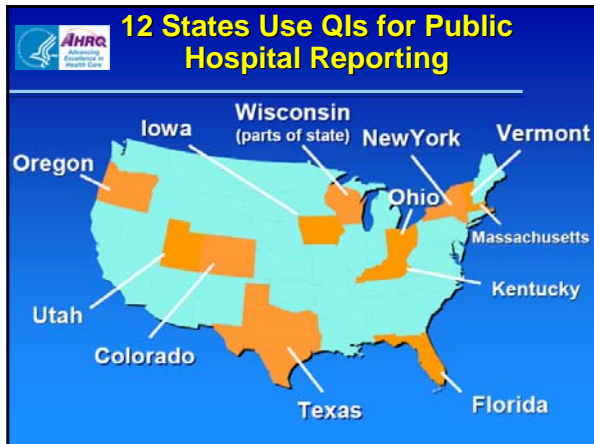 AHRQ
Advancing
Excellence in
Health Care
12 States Use QIs for Public
Hospital Reporting
Wisconsin
(parts of state)
Iowa
NewYork
Vermont
Oregon
Ohio
Massachusetts
Kentucky
Utah
Colorado
Texas
Florida